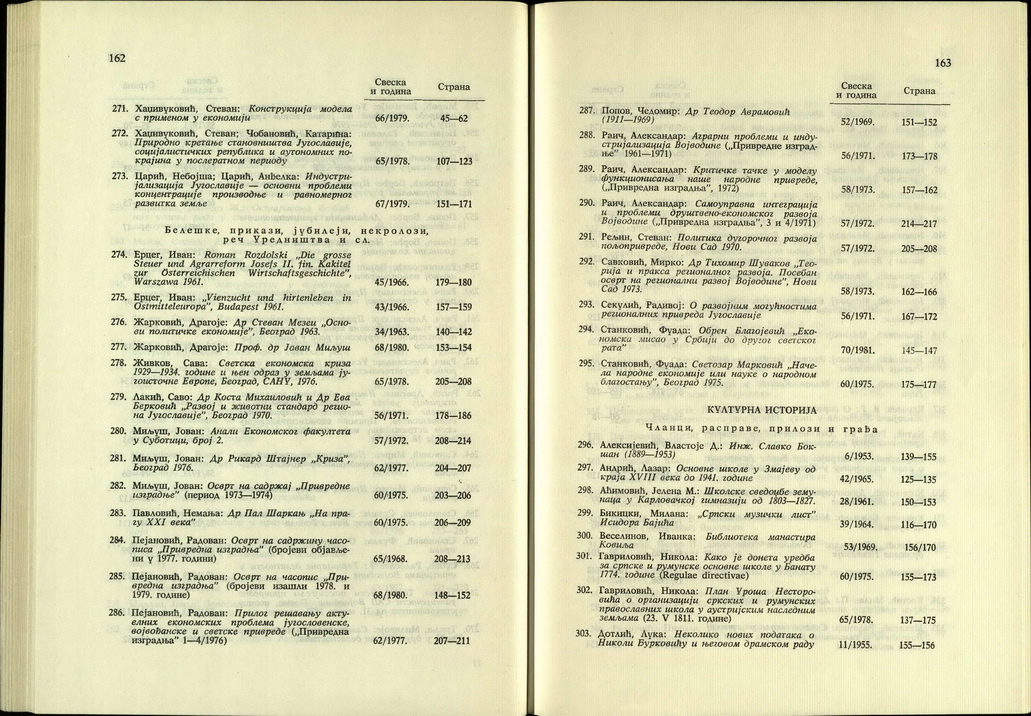 162
Свеска
и година
Страна
271. Хаџивуковић, Стеван: Конструкција модела
с применом у економији 66/1979. 45—62
272. Хаџивуковић, Стеван; Чобановић, Катарина:
Природно кретање становништва Југославије,
социјалистичких република и аутономних по-
крајина у послератном периоду 65/1978. 107—123
273. Царић, Небојша; Царић, Анђелка: Индустри-
јализација Југославије — основни проблеми
концентрације производње и равномерног
развитка земље 67/1979. 151—171
Белешке, прикази, јубилеји, некролози,
реч Уредништва и сл.
274. Ерцег, Иван: Roman Rozdolski „Die grosse
Steuer und Agrarreform Josefs II. fin. Kakitel
zur Österreichischen Wirtschaftsgeschichte”,
Warszawa 1961. 45/1966. 179—180
275. Ерцег, Иван: „Vienzucht und hirtenleben in
Ostmitteleuropa”, Budapest 1961. 43/1966. 157—159
276. Жарковић, Драгоје: Др Стеван Мезеи „Осно-
ви политичке економије”, Београд 1963. 34/1963. 140—142
277. Жарковић, Драгоје: Проф. др Јован Миљуш 68/1980. 153—154
278. Живков, Сава: Светска економска криза
1929—1934. године и њен одраз у земљама ју-
гоисточне Европе, Београд, САНУ, 1976. 65/1978. 205—208
279. Лакић, Саво: Др Коста Михаиловић и Др Ева
Берковић „Развој и животни стандард регио-
на Југославије”, Београд 1970. 56/1971. 178—186
280. Миљуш, Јован: Анали Економског факултета
у Суботици, број 2. 57/1972. 208—214
281. Миљуш, Јован: Др Рикард Штајнер „Криза”,
Београд 1976. 62/1977. 204—207
282. Миљуш, Јован: Осврт на садржај „Привредне
изградње” (период 1973—1974) 60/1975. 203—206
283. Павловић, Немања: Др Пал Шаркањ „На пра-
гу XXI века” 60/1975. 206—209
284. Пејановић, Радован: Осврт на садржину часо-
писа „Привредна изградња” (бројеви објавље-
ни у 1977. години) 65/1968. 208—213
285. Пејановић, Радован: Осврт на часопис „При-
вредна изградња” (бројеви изашли 1978. и
1979. године) 68/1980. 148—152
286. Пејановић, Радован: Прилог решавању акту-
елних економских проблема југословенске,
војвођанске и светске привреде („Привредна
изградња” 1—4/1976) 62/1977. 207—211
163
Свеска
и година
Страна
287. Попов, Чедомир: Др Теодор Аврамовић
(1911—1969) 52/1969. 151—152
288. Раич, Александар: Аграрни проблеми и инду-
стријализација Војводине („Привредне изград-
ње” 1961—1971) 56/1971. 173—178
289. Раич, Александар: Критичке тачке у моделу
функционисања наше народне привреде,
(„Привредна изградња”, 1972) 58/1973. 157—162
290. Раич, Александар: Самоуправна интеграција
и проблеми друштвено-економског развоја
Војводине („Привредна изградња”, 3 и 4/1971) 57/1972. 214—217
291. Рељин, Стеван: Политика дугорочног развоја
пољопривреде, Нови Сад 1970. 57/1972. 205—208
292. Савковић, Мирко: Др Тихомир Шуваков „Тео-
рија и пракса регионалног развоја. Посебан
осврт на регионални развој Војводине”, Нови
Сад 1973. 58/1973. 162—166
293. Секулић, Радивој: О развојним могућностима
регионалних привреда Југославије 56/1971. 167—172
294. Станковић, Фуада: Обрен Благојевић „Еко-
номска мисао у Србији до другог светског
рата” 70/1981. 145—147
295. Станковић, Фуада: Светозар Марковић „Наче-
ла народне економије или науке о народном
благостању”, Београд 1975. 60/1975. 175—177
КУЛТУРНА ИСТОРИЈА
Чланци, расправе, прилози и грађа
296. Алексијевић, Властоје Д.: Инж. Славко Бок-
шан (1889—1953) 6/1953. 139—155
297. Андрић, Лазар: Основне школе у Змајеву од
краја XVIII века до 1941. године 42/1965. 125—135
298. Аћимовић, Јелена М.: Школске сведоџбе зему-
наца у Карловачкој гимназији од 1803—1827. 28/1961. 150—153
299. Бикицки, Милана: „Српски музички лист”
Исидора Бајића 39/1964. 116—170
300. Веселинов, Иванка: Библиотека манастира
Ковиља 53/1969. 156/170
301. Гавриловић, Никола: Како је донета уредба
за српске и румунске основне школе у Банату
1774. године (Regulae directivae) 60/1975. 155—173
302. Гавриловић, Никола: План Уроша Несторо-
вића о организацији сркских и румунских
православних школа у аустријским наследним
земљама (23. V 1811. године) 65/1978. 137—175
303. Дотлић, Лука: Неколико нових података о
Николи Бурковићу и његовом драмском раду 11/1955. 155—156